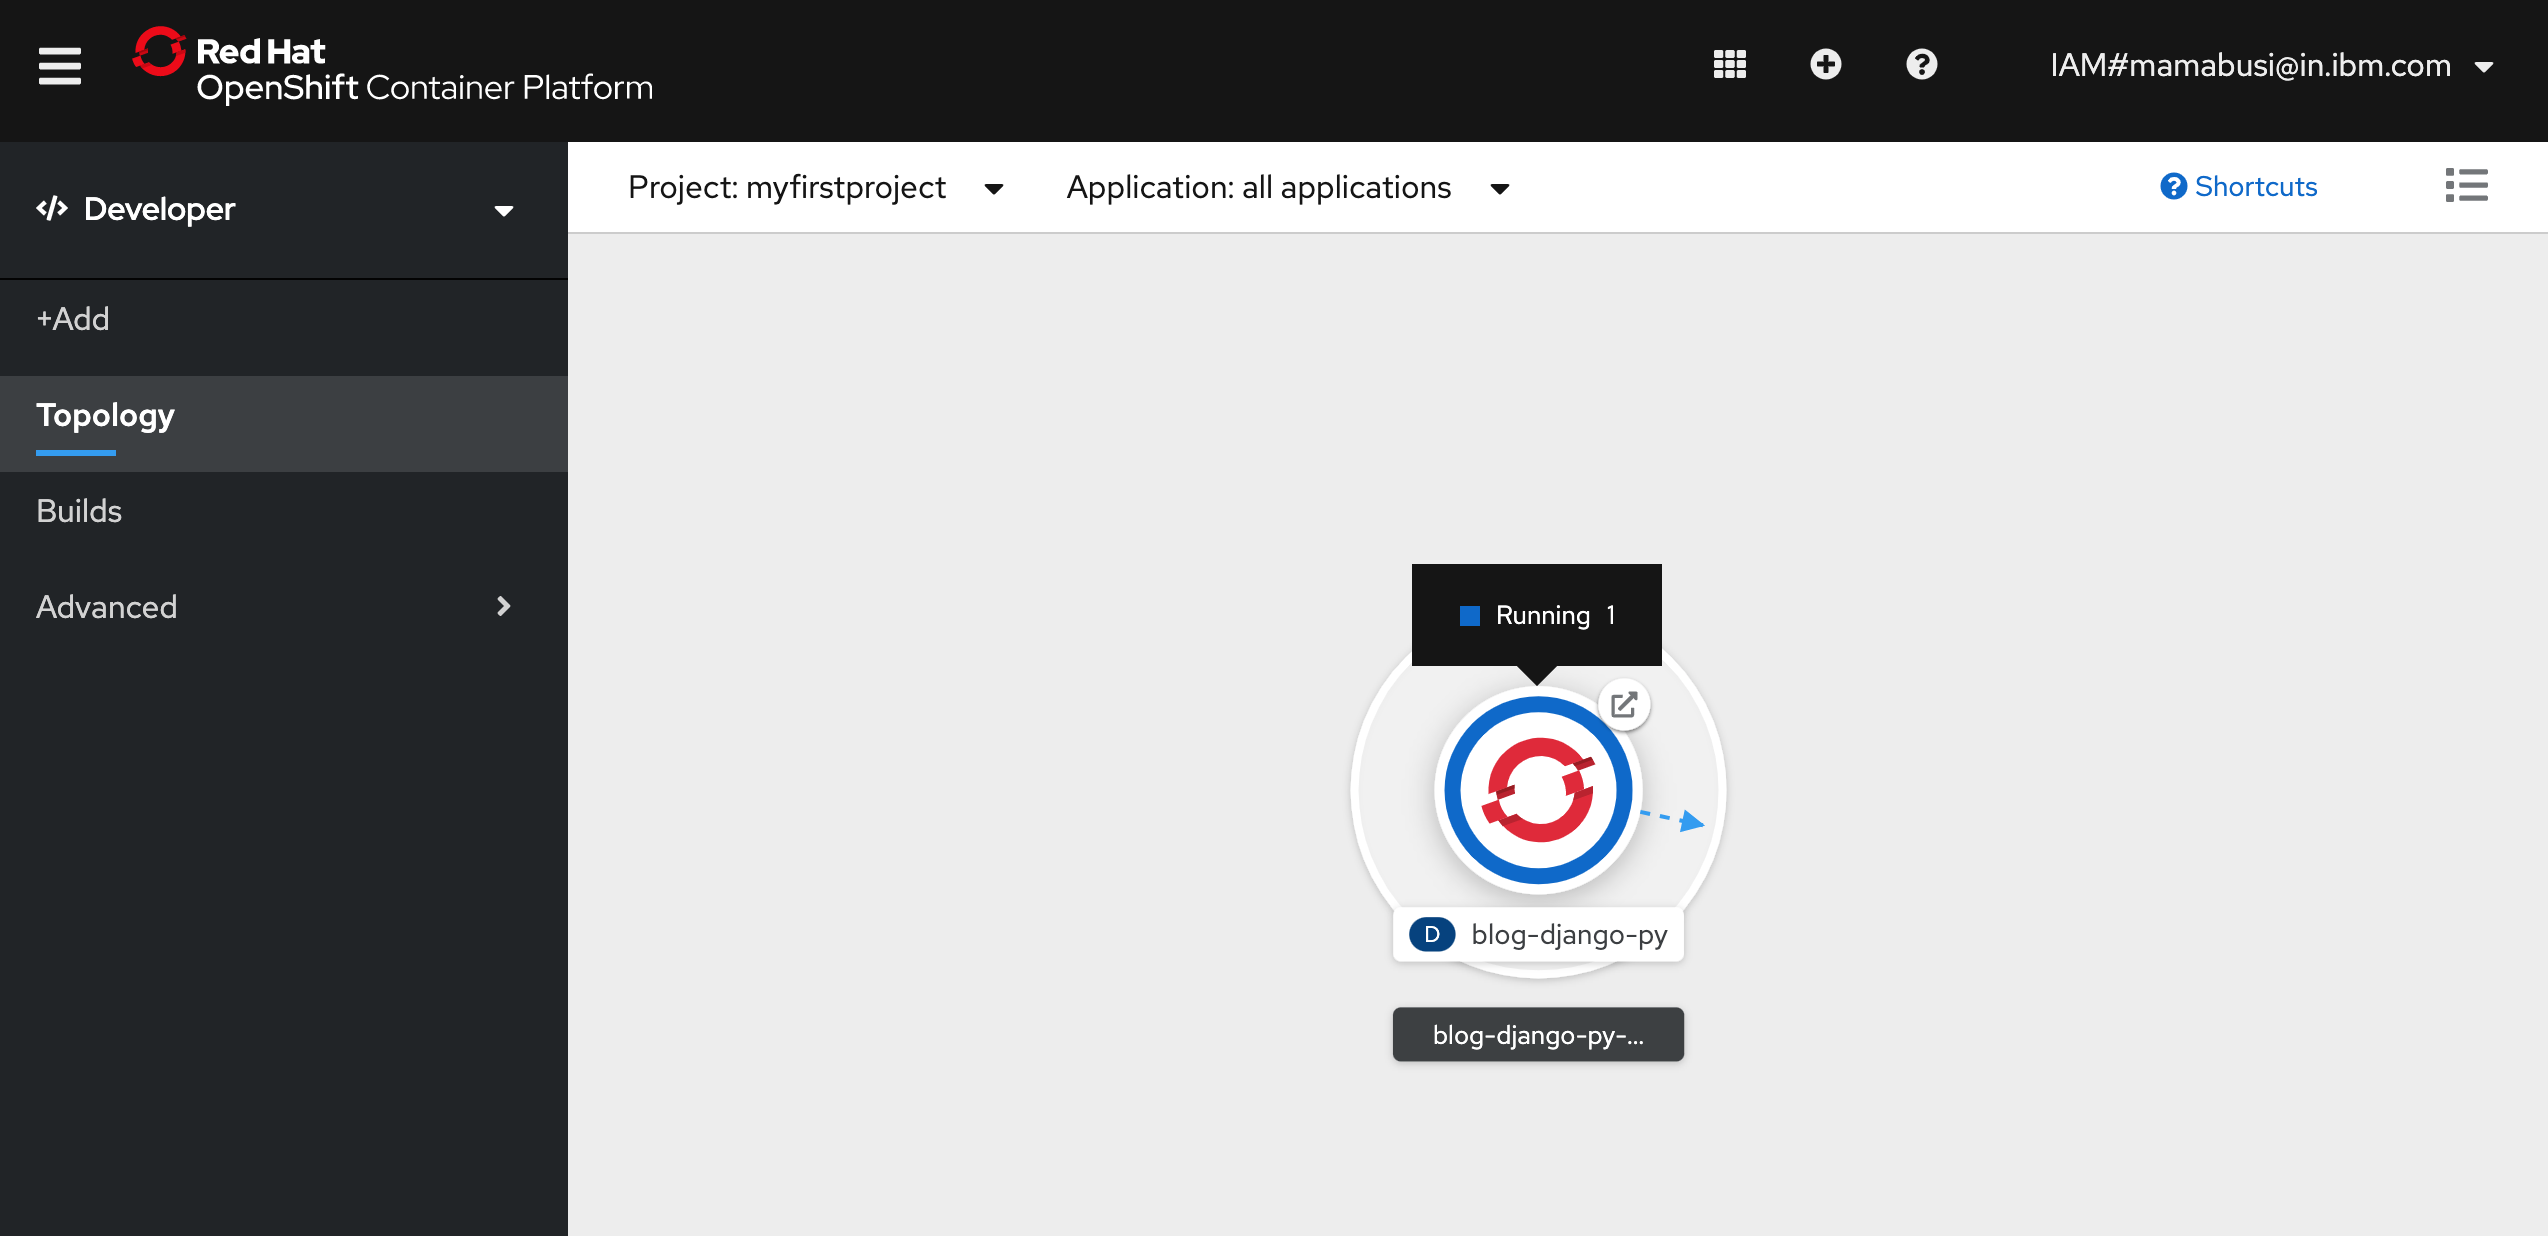 Red Hat
OpenShift Container Platform
IAM#mamabusi@in.ibm.com
</> Developer
Project: myfirstproject
Application: all applications
Shortcuts
+Add
Topology
Builds
Advanced
Running 1
D blog-django-py
blog-django-py-...